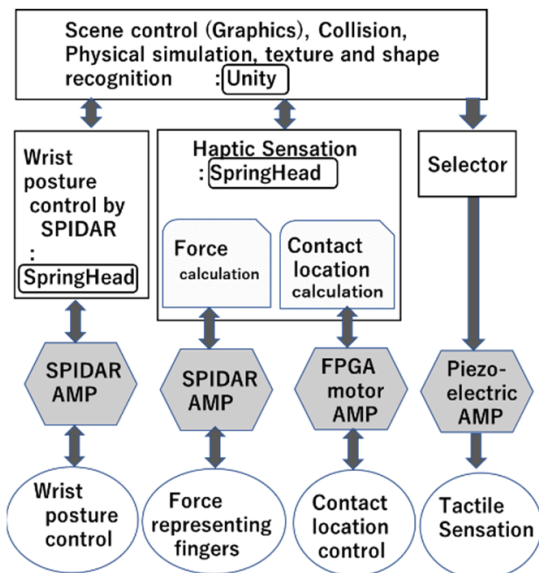 Scene control (Graphics), Collision,
Physical simulation, texture and shape
recognition : Unity
Wrist
posture
control by
SPIDAR
:
SpringHead
Haptic Sensation
: SpringHead
Force
calculation
Contact
location
calculation
Selector
SPIDAR
AMP
SPIDAR
AMP
FPGA
motor
AMP
Piezo-
electric
AMP
Wrist
posture
control
Force
representing
fingers
Contact
location
control
Tactile
Sensation